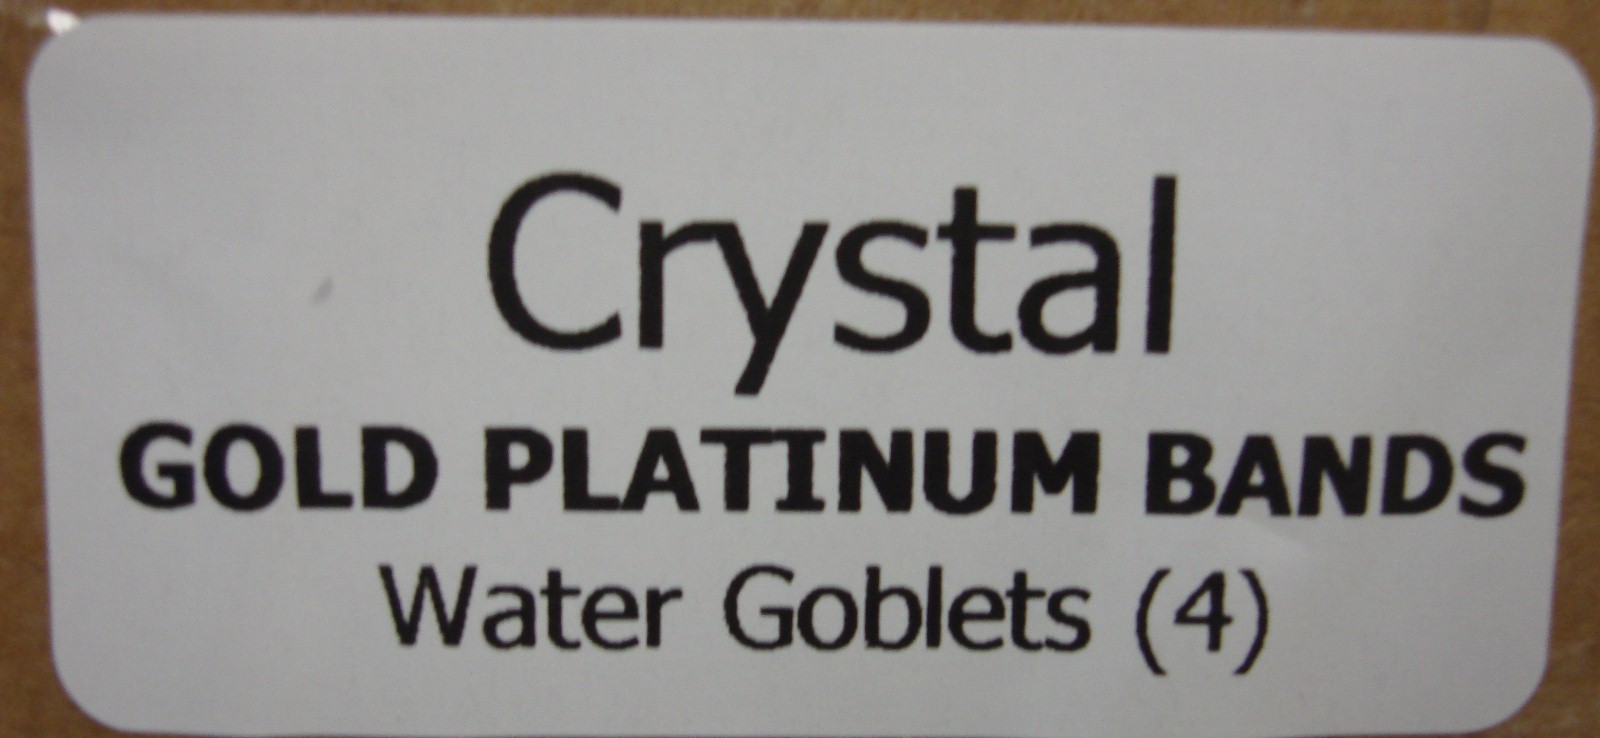 Crystal
GOLD PLATINUM BANDS
Water Goblets (4)